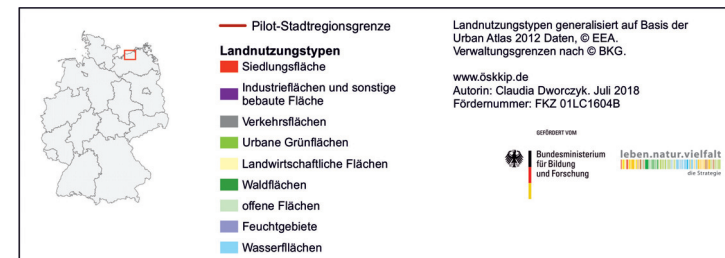 Pilot-Stadtregionsgrenze
Landnutzungstypen
Siedlungsfläche
Industrieflächen und sonstige
bebaute Fläche
Verkehrsflächen
Urbane Grünflächen
Landwirtschaftliche Flächen
Waldflächen
offene Flächen
Feuchtgebiete
Wasserfllächen
Landnutzungstypen generalisiert auf Basis der
Urban Atlas 2012 Daten, © EEA.
Verwaltungsgrenzen nach © BKG.
www.öskkip.de
Autorin: Claudia Dworczyk. Juli 2018
Fördernummer: FKZ 01LC1604B
GEFÖRDERT VOM
Bundesministerium
für Bildung
und Forschung
leben.natur.vielfalt
die Strategie